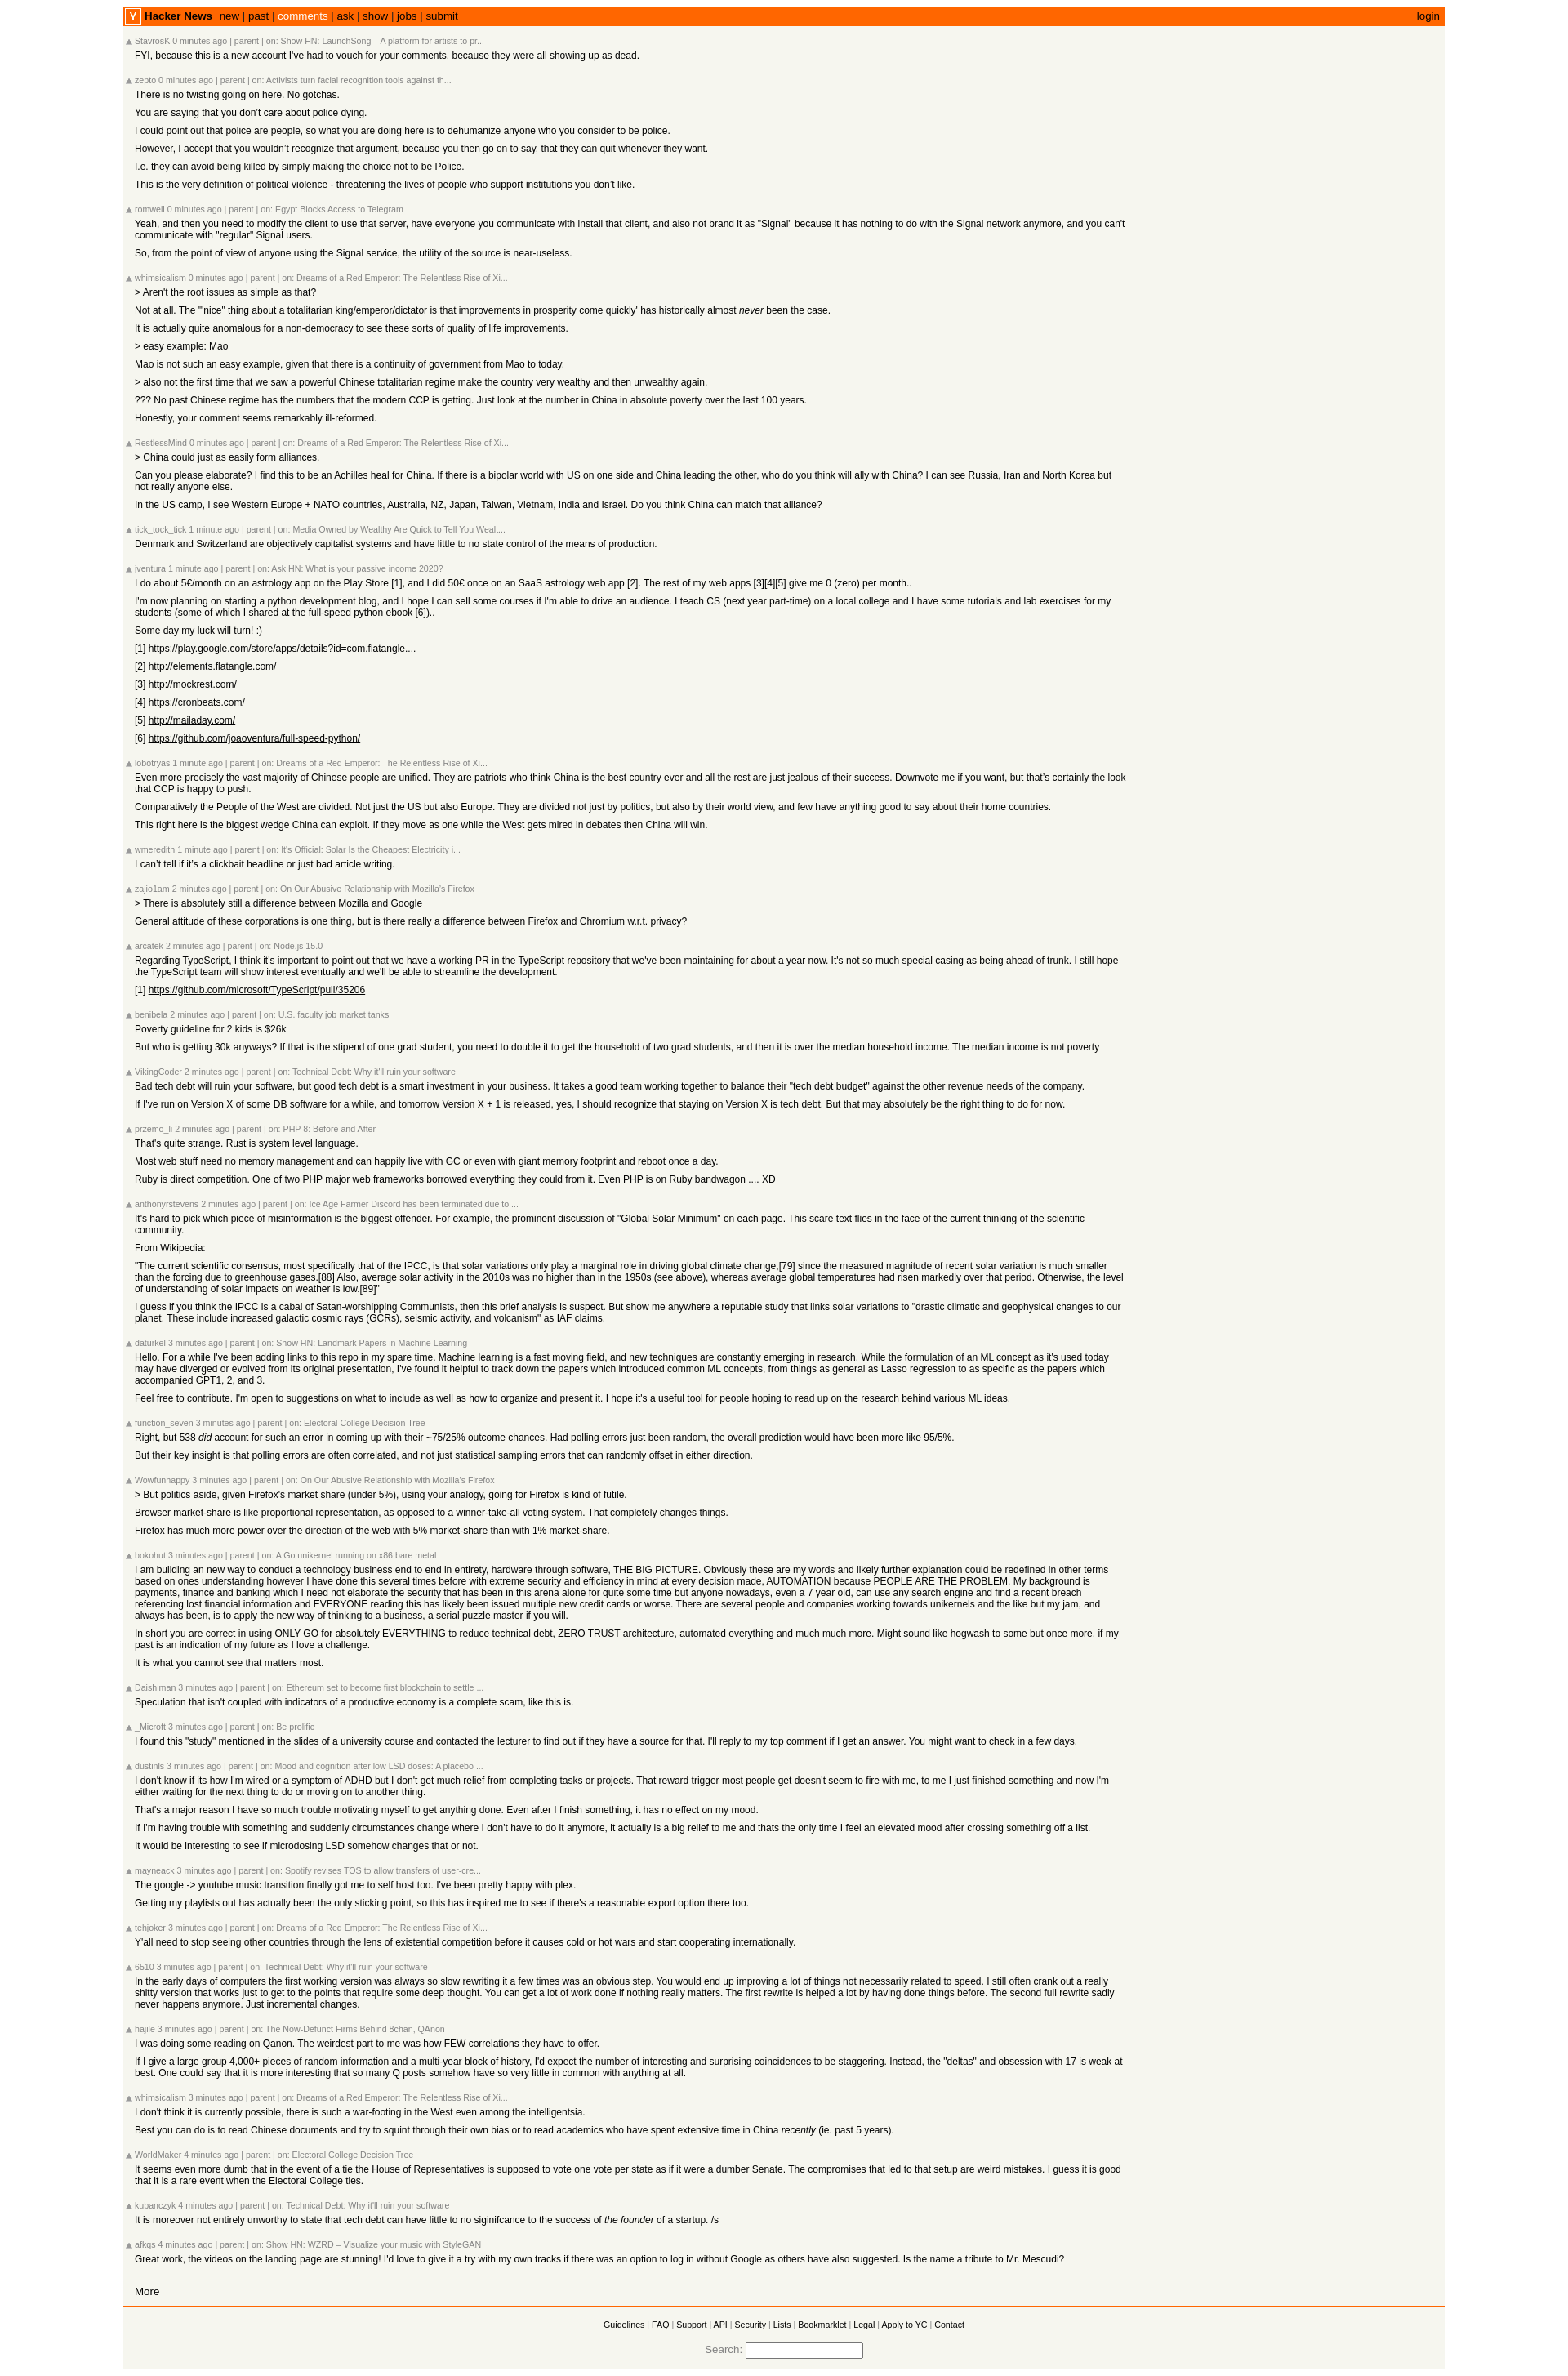 Y Hacker News new | past | comments | ask | show | jobs | submit login
StavrosK 0 minutes ago | parent | on: Show HN: LaunchSong – A platform for artists to pr...
FYI, because this is a new account I've had to vouch for your comments, because they were all showing up as dead.
zepto 0 minutes ago | parent | on: Activists turn facial recognition tools against th...
There is no twisting going on here. No gotchas.
You are saying that you don't care about police dying.
I could point out that police are people, so what you are doing here is to dehumanize anyone who you consider to be police.
However, I accept that you wouldn't recognize that argument, because you then go on to say, that they can quit whenever they want.
I.e. they can avoid being killed by simply making the choice not to be Police.
This is the very definition of political violence - threatening the lives of people who support institutions you don't like.
romwell 0 minutes ago | parent | on: Egypt Blocks Access to Telegram
Yeah, and then you need to modify the client to use that server, have everyone you communicate with install that client, and also not brand it as "Signal" because it has nothing to do with the Signal network anymore, and you can't
communicate with "regular" Signal users.
So, from the point of view of anyone using the Signal service, the utility of the source is near-useless.
whimsicalism 0 minutes ago | parent | on: Dreams of a Red Emperor: The Relentless Rise of Xi...
> Aren't the root issues as simple as that?
Not at all. The '"nice" thing about a totalitarian king/emperor/dictator is that improvements in prosperity come quickly' has historically almost never been the case.
It is actually quite anomalous for a non-democracy to see these sorts of quality of life improvements.
> easy example: Mao
Mao is not such an easy example, given that there is a continuity of government from Mao to today.
> also not the first time that we saw a powerful Chinese totalitarian regime make the country very wealthy and then unwealthy again.
??? No past Chinese regime has the numbers that the modern CCP is getting. Just look at the number in China in absolute poverty over the last 100 years.
Honestly, your comment seems remarkably ill-reformed.
RestlessMind 0 minutes ago | parent | on: Dreams of a Red Emperor: The Relentless Rise of Xi...
> China could just as easily form alliances.
Can you please elaborate? I find this to be an Achilles heal for China. If there is a bipolar world with US on one side and China leading the other, who do you think will ally with China? I can see Russia, Iran and North Korea but
not really anyone else.
In the US camp, I see Western Europe + NATO countries, Australia, NZ, Japan, Taiwan, Vietnam, India and Israel. Do you think China can match that alliance?
tick_tock_tick 1 minute ago | parent | on: Media Owned by Wealthy Are Quick to Tell You Wealt...
Denmark and Switzerland are objectively capitalist systems and have little to no state control of the means of production.
jventura 1 minute ago | parent | on: Ask HN: What is your passive income 2020?
I do about 5€/month on an astrology app on the Play Store [1], and I did 50€ once on an SaaS astrology web app [2]. The rest of my web apps [3][4][5] give me 0 (zero) per month..
I'm now planning on starting a python development blog, and I hope I can sell some courses if I'm able to drive an audience. I teach CS (next year part-time) on a local college and I have some tutorials and lab exercises for my
students (some of which I shared at the full-speed python ebook [6])..
Some day my luck will turn! :)
[1] https://play.google.com/store/apps/details?id=com.flatangle....
[2] http://elements.flatangle.com/
[3] http://mockrest.com/
[4] https://cronbeats.com/
[5] http://mailaday.com/
[6] https://github.com/joaoventura/full-speed-python/
lobotryas 1 minute ago | parent | on: Dreams of a Red Emperor: The Relentless Rise of Xi...
Even more precisely the vast majority of Chinese people are unified. They are patriots who think China is the best country ever and all the rest are just jealous of their success. Downvote me if you want, but that's certainly the look
that CCP is happy to push.
Comparatively the People of the West are divided. Not just the US but also Europe. They are divided not just by politics, but also by their world view, and few have anything good to say about their home countries.
This right here is the biggest wedge China can exploit. If they move as one while the West gets mired in debates then China will win.
wmeredith 1 minute ago | parent | on: It's Official: Solar Is the Cheapest Electricity i...
I can't tell if it's a clickbait headline or just bad article writing.
zajio1am 2 minutes ago | parent | on: On Our Abusive Relationship with Mozilla's Firefox
> There is absolutely still a difference between Mozilla and Google
General attitude of these corporations is one thing, but is there really a difference between Firefox and Chromium w.r.t. privacy?
arcatek 2 minutes ago | parent | on: Node.js 15.0
Regarding TypeScript, I think it's important to point out that we have a working PR in the TypeScript repository that we've been maintaining for about a year now. It's not so much special casing as being ahead of trunk. I still hope
the TypeScript team will show interest eventually and we'll be able to streamline the development.
[1] https://github.com/microsoft/TypeScript/pull/35206
benibela 2 minutes ago | parent | on: U.S. faculty job market tanks
Poverty guideline for 2 kids is $26k
But who is getting 30k anyways? If that is the stipend of one grad student, you need to double it to get the household of two grad students, and then it is over the median household income. The median income is not poverty
VikingCoder 2 minutes ago | parent | on: Technical Debt: Why it'll ruin your software
Bad tech debt will ruin your software, but good tech debt is a smart investment in your business. It takes a good team working together to balance their "tech debt budget" against the other revenue needs of the company.
If I've run on Version X of some DB software for a while, and tomorrow Version X + 1 is released, yes, I should recognize that staying on Version X is tech debt. But that may absolutely be the right thing to do for now.
przemo_li 2 minutes ago | parent | on: PHP 8: Before and After
That's quite strange. Rust is system level language.
Most web stuff need no memory management and can happily live with GC or even with giant memory footprint and reboot once a day.
Ruby is direct competition. One of two PHP major web frameworks borrowed everything they could from it. Even PHP is on Ruby bandwagon .... XD
anthonyrstevens 2 minutes ago | parent | on: Ice Age Farmer Discord has been terminated due to ...
It's hard to pick which piece of misinformation is the biggest offender. For example, the prominent discussion of "Global Solar Minimum" on each page. This scare text flies in the face of the current thinking of the scientific
community.
From Wikipedia:
"The current scientific consensus, most specifically that of the IPCC, is that solar variations only play a marginal role in driving global climate change,[79] since the measured magnitude of recent solar variation is much smaller
than the forcing due to greenhouse gases.[88] Also, average solar activity in the 2010s was no higher than in the 1950s (see above), whereas average global temperatures had risen markedly over that period. Otherwise, the level
of understanding of solar impacts on weather is low.[89]"
I guess if you think the IPCC is a cabal of Satan-worshipping Communists, then this brief analysis is suspect. But show me anywhere a reputable study that links solar variations to "drastic climatic and geophysical changes to our
planet. These include increased galactic cosmic rays (GCRs), seismic activity, and volcanism" as IAF claims.
daturkel 3 minutes ago | parent | on: Show HN: Landmark Papers in Machine Learning
Hello. For a while I've been adding links to this repo in my spare time. Machine learning is a fast moving field, and new techniques are constantly emerging in research. While the formulation of an ML concept as it's used today
may have diverged or evolved from its original presentation, I've found it helpful to track down the papers which introduced common ML concepts, from things as general as Lasso regression to as specific as the papers which
accompanied GPT1, 2, and 3.
Feel free to contribute. I'm open to suggestions on what to include as well as how to organize and present it. I hope it's a useful tool for people hoping to read up on the research behind various ML ideas.
function_seven 3 minutes ago | parent | on: Electoral College Decision Tree
Right, but 538 did account for such an error in coming up with their ~75/25% outcome chances. Had polling errors just been random, the overall prediction would have been more like 95/5%.
But their key insight is that polling errors are often correlated, and not just statistical sampling errors that can randomly offset in either direction.
Wowfunhappy 3 minutes ago | parent | on: On Our Abusive Relationship with Mozilla's Firefox
> But politics aside, given Firefox's market share (under 5%), using your analogy, going for Firefox is kind of futile.
Browser market-share is like proportional representation, as opposed to a winner-take-all voting system. That completely changes things.
Firefox has much more power over the direction of the web with 5% market-share than with 1% market-share.
bokohut 3 minutes ago | parent | on: A Go unikernel running on x86 bare metal
I am building an new way to conduct a technology business end to end in entirety, hardware through software, THE BIG PICTURE. Obviously these are my words and likely further explanation could be redefined in other terms
based on ones understanding however I have done this several times before with extreme security and efficiency in mind at every decision made, AUTOMATION because PEOPLE ARE THE PROBLEM. My background is
payments, finance and banking which I need not elaborate the security that has been in this arena alone for quite some time but anyone nowadays, even a 7 year old, can use any search engine and find a recent breach
referencing lost financial information and EVERYONE reading this has likely been issued multiple new credit cards or worse. There are several people and companies working towards unikernels and the like but my jam, and
always has been, is to apply the new way of thinking to a business, a serial puzzle master if you will.
In short you are correct in using ONLY GO for absolutely EVERYTHING to reduce technical debt, ZERO TRUST architecture, automated everything and much much more. Might sound like hogwash to some but once more, if my
past is an indication of my future as I love a challenge.
It is what you cannot see that matters most.
Daishiman 3 minutes ago | parent | on: Ethereum set to become first blockchain to settle ...
Speculation that isn't coupled with indicators of a productive economy is a complete scam, like this is.
_Microft 3 minutes ago | parent | on: Be prolific
I found this "study" mentioned in the slides of a university course and contacted the lecturer to find out if they have a source for that. I'll reply to my top comment if I get an answer. You might want to check in a few days.
dustinls 3 minutes ago | parent | on: Mood and cognition after low LSD doses: A placebo ...
I don't know if its how I'm wired or a symptom of ADHD but I don't get much relief from completing tasks or projects. That reward trigger most people get doesn't seem to fire with me, to me I just finished something and now I'm
either waiting for the next thing to do or moving on to another thing.
That's a major reason I have so much trouble motivating myself to get anything done. Even after I finish something, it has no effect on my mood.
If I'm having trouble with something and suddenly circumstances change where I don't have to do it anymore, it actually is a big relief to me and thats the only time I feel an elevated mood after crossing something off a list.
It would be interesting to see if microdosing LSD somehow changes that or not.
mayneack 3 minutes ago | parent | on: Spotify revises TOS to allow transfers of user-cre...
The google -> youtube music transition finally got me to self host too. I've been pretty happy with plex.
Getting my playlists out has actually been the only sticking point, so this has inspired me to see if there's a reasonable export option there too.
tehjoker 3 minutes ago | parent | on: Dreams of a Red Emperor: The Relentless Rise of Xi...
Y'all need to stop seeing other countries through the lens of existential competition before it causes cold or hot wars and start cooperating internationally.
6510 3 minutes ago | parent | on: Technical Debt: Why it'll ruin your software
In the early days of computers the first working version was always so slow rewriting it a few times was an obvious step. You would end up improving a lot of things not necessarily related to speed. I still often crank out a really
shitty version that works just to get to the points that require some deep thought. You can get a lot of work done if nothing really matters. The first rewrite is helped a lot by having done things before. The second full rewrite sadly
never happens anymore. Just incremental changes.
hajile 3 minutes ago | parent | on: The Now-Defunct Firms Behind 8chan, QAnon
I was doing some reading on Qanon. The weirdest part to me was how FEW correlations they have to offer.
If I give a large group 4,000+ pieces of random information and a multi-year block of history, I'd expect the number of interesting and surprising coincidences to be staggering. Instead, the "deltas" and obsession with 17 is weak at
best. One could say that it is more interesting that so many Q posts somehow have so very little in common with anything at all.
whimsicalism 3 minutes ago | parent | on: Dreams of a Red Emperor: The Relentless Rise of Xi...
I don't think it is currently possible, there is such a war-footing in the West even among the intelligentsia.
Best you can do is to read Chinese documents and try to squint through their own bias or to read academics who have spent extensive time in China recently (ie. past 5 years).
WorldMaker 4 minutes ago | parent | on: Electoral College Decision Tree
It seems even more dumb that in the event of a tie the House of Representatives is supposed to vote one vote per state as if it were a dumber Senate. The compromises that led to that setup are weird mistakes. I guess it is good
that it is a rare event when the Electoral College ties.
kubanczyk 4 minutes ago | parent | on: Technical Debt: Why it'll ruin your software
It is moreover not entirely unworthy to state that tech debt can have little to no siginifcance to the success of the founder of a startup. /s
afkqs 4 minutes ago | parent | on: Show HN: WZRD – Visualize your music with StyleGAN
Great work, the videos on the landing page are stunning! I'd love to give it a try with my own tracks if there was an option to log in without Google as others have also suggested. Is the name a tribute to Mr. Mescudi?
More
Guidelines | FAQ | Support | API | Security | Lists | Bookmarklet | Legal | Apply to YC | Contact
Search: